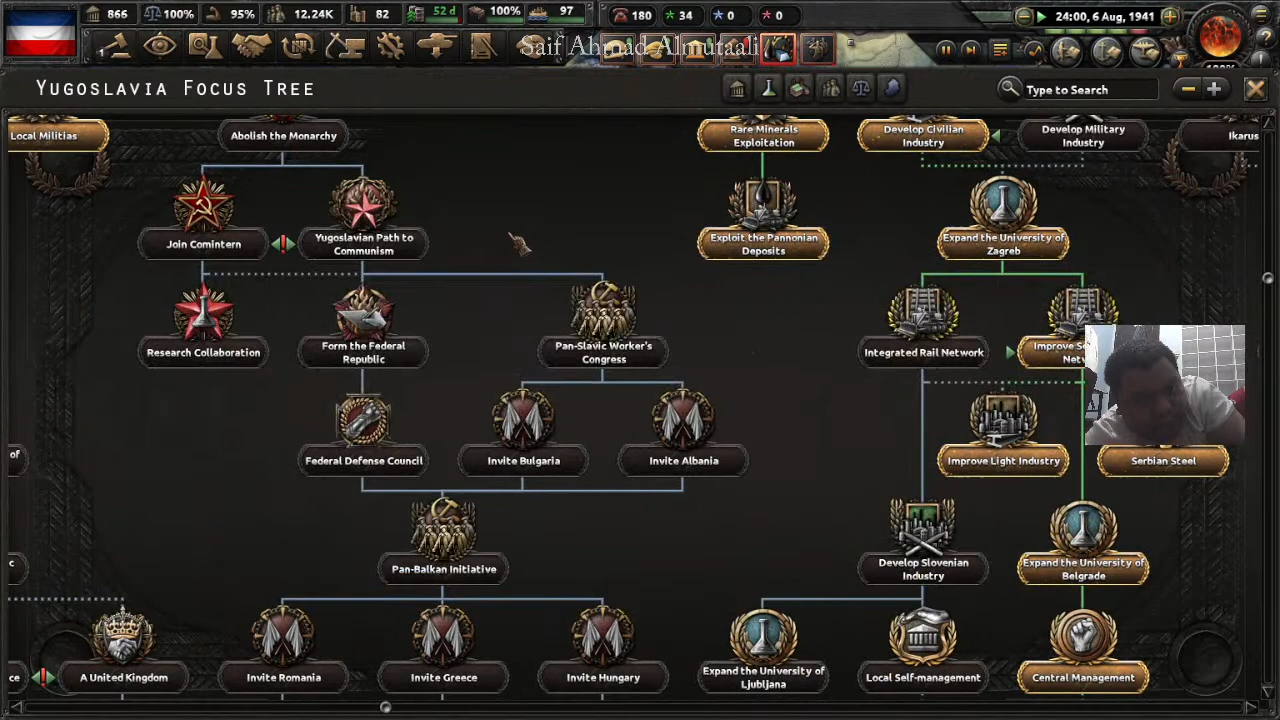 866 100% 95% 12.24K 82 52 d 100% 97 180 34 0 0 24:00, 6 Aug, 1941
Saif Ahmad Almutaali
YUGOSLAVIA FOCUS TREE
Type to Search
Local Militias
Abolish the Monarchy
Rare Minerals
Exploitation
Develop Civilian
Industry
Develop Military
Industry
Ikarus
Join Comintern
Yugoslavian Path to
Communism
Exploit the Pannonian
Deposits
Expand the University of
Zagreb
Research Collaboration
Form the Federal
Republic
Pan-Slavic Worker's
Congress
Integrated Rail Network
Improve
of
Federal Defense Council
Invite Bulgaria
Invite Albania
Improve Light Industry
Serbian Steel
c
Pan-Balkan Initiative
Develop Slovenian
Industry
Expand the University of
Belgrade
ce
A United Kingdom
Invite Romania
Invite Greece
Invite Hungary
Expand the University of
Ljubljana
Local Self-management
Central Management